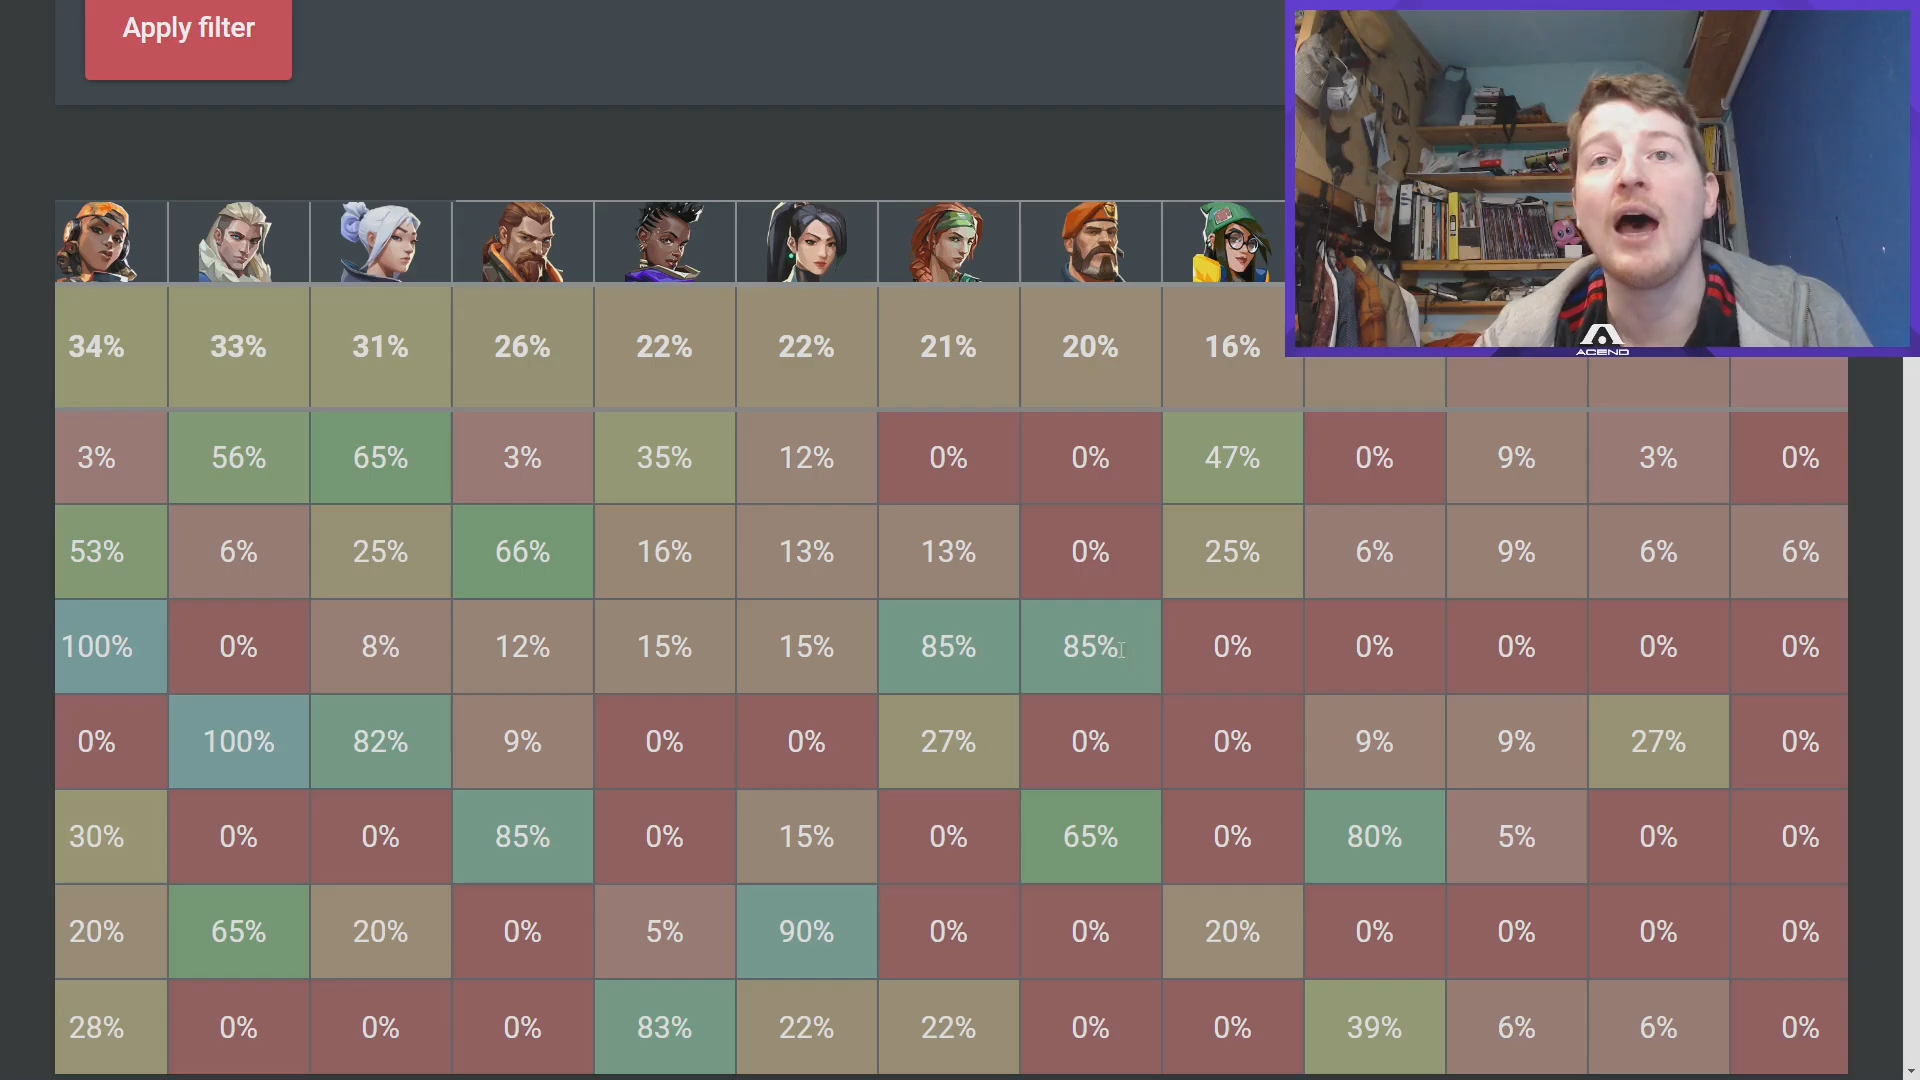 Apply filter
ACEND
34% 33% 31% 26% 22% 22% 21% 20% 16%
3% 56% 65% 3% 35% 12% 0% 0% 47% 0% 9% 3% 0%
53% 6% 25% 66% 16% 13% 13% 0% 25% 6% 9% 6% 6%
100% 0% 8% 12% 15% 15% 85% 85% 0% 0% 0% 0% 0%
0% 100% 82% 9% 0% 0% 27% 0% 0% 9% 9% 27% 0%
30% 0% 0% 85% 0% 15% 0% 65% 0% 80% 5% 0% 0%
20% 65% 20% 0% 5% 90% 0% 0% 20% 0% 0% 0% 0%
28% 0% 0% 0% 83% 22% 22% 0% 0% 39% 6% 6% 0%